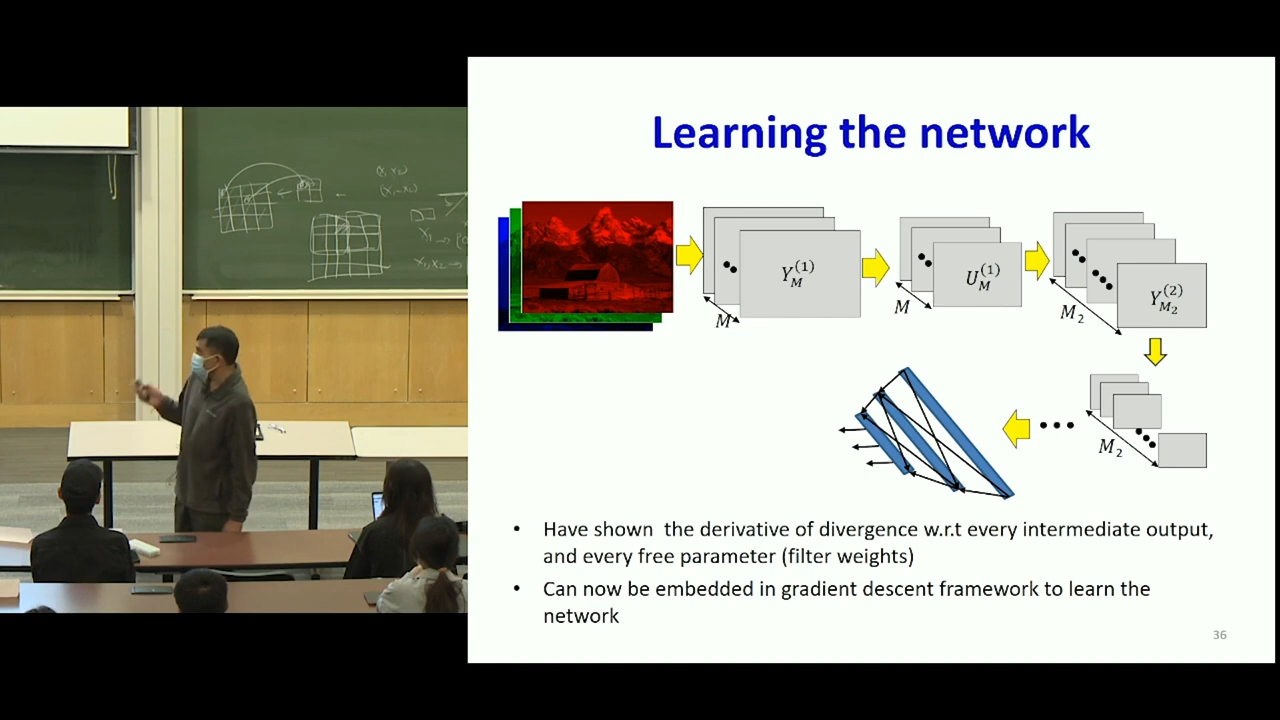 Learning the network
Y_M^(1)
U_M^(1)
Y_{M_2}^(2)
M
M
M_2
M_2
• Have shown the derivative of divergence w.r.t every intermediate output,
and every free parameter (filter weights)
• Can now be embedded in gradient descent framework to learn the
network
36